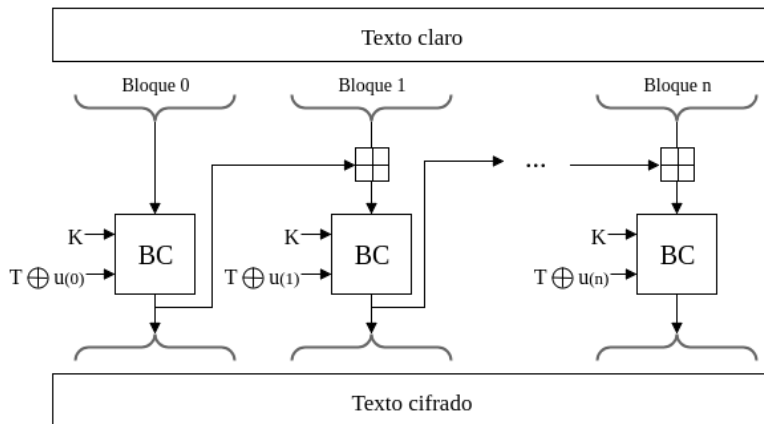 Texto claro
Bloque 0
Bloque 1
Bloque n
...
K
BC
K
BC
K
BC
T ⊕ u(0)
T ⊕ u(1)
T ⊕ u(n)
Texto cifrado